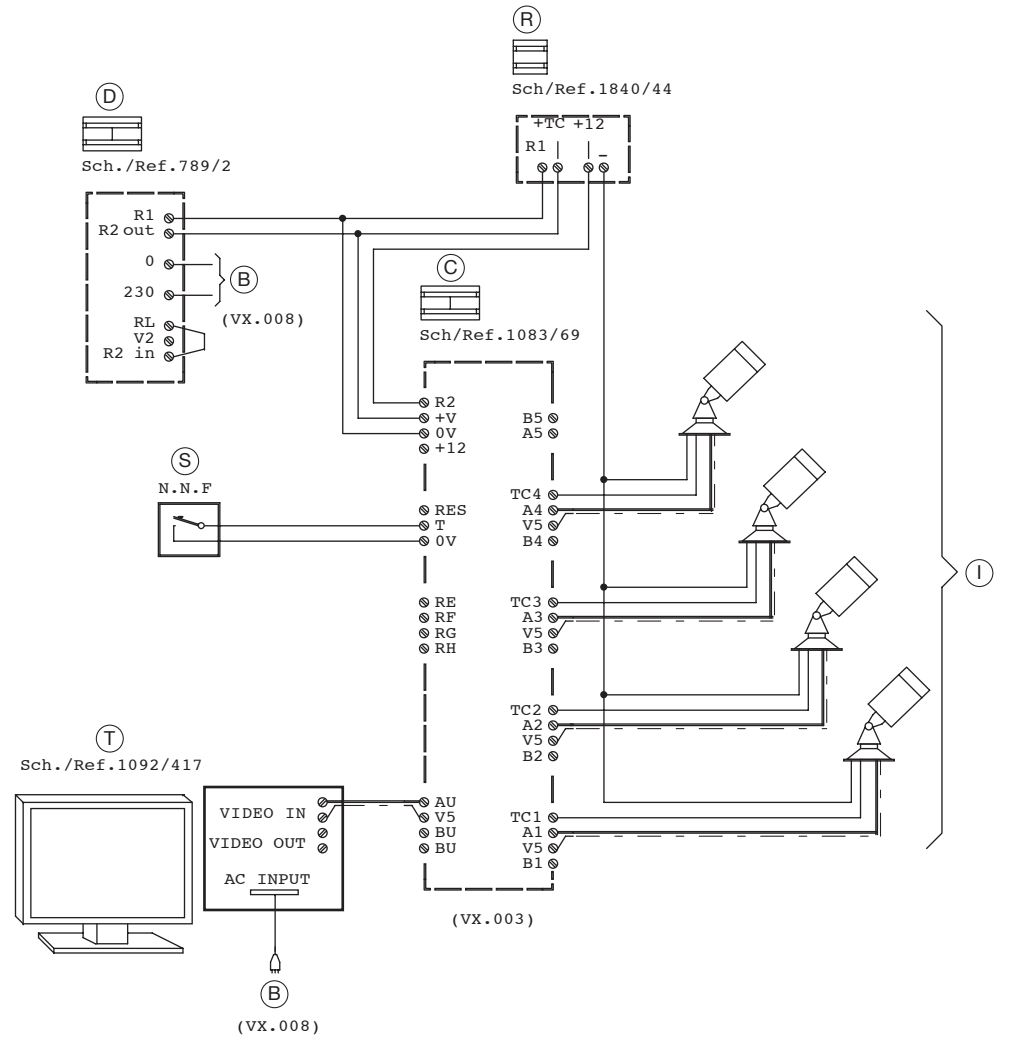 R
Sch/Ref.1840/44
+TC +12
R1 –
D
Sch./Ref.789/2
R1
R2 out
0
230
RL
V2
R2 in
B
(VX.008)
C
Sch/Ref.1083/69
R2
+V
0V
+12
RES
T
0V
RE
RF
RG
RH
AU
V5
BU
BU
B5
A5
TC4
A4
V5
B4
TC3
A3
V5
B3
TC2
A2
V5
B2
TC1
A1
V5
B1
(VX.003)
S
N.N.F
I
T
Sch./Ref.1092/417
VIDEO IN
VIDEO OUT
AC INPUT
B
(VX.008)